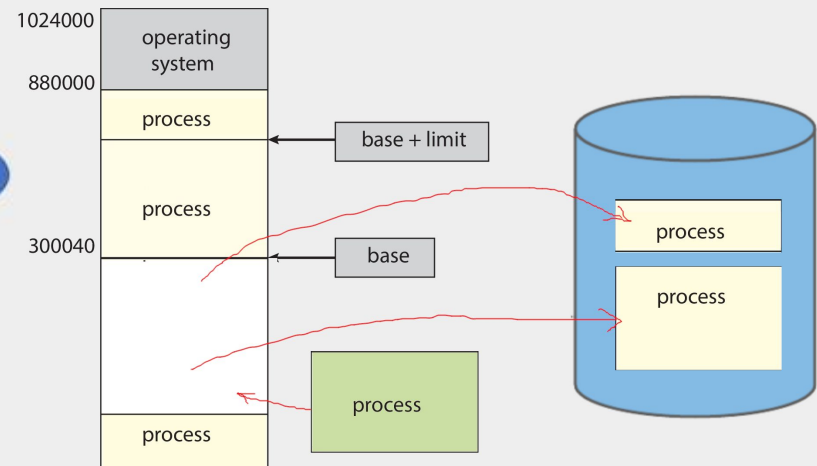 1024000
operating
system
880000
process
base + limit
process
process
300040
base
process
process
process